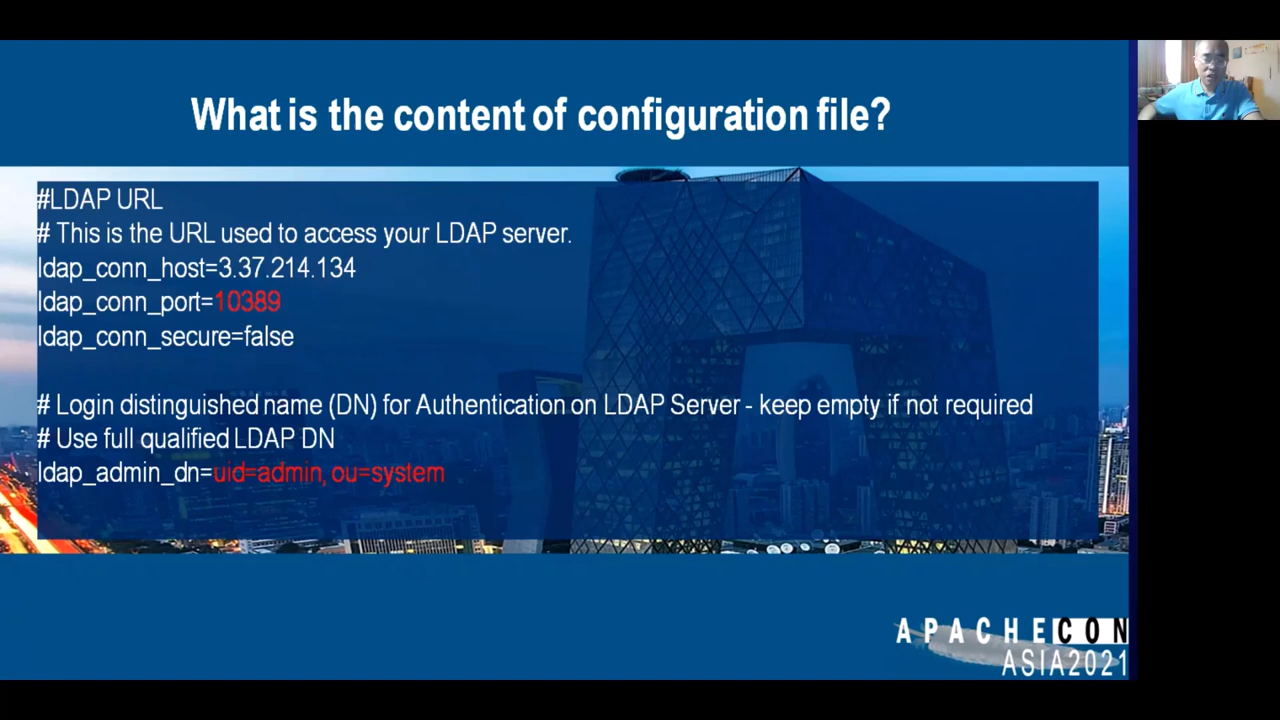 What is the content of configuration file?
#LDAP URL
# This is the URL used to access your LDAP server.
ldap_conn_host=3.37.214.134
ldap_conn_port=10389
ldap_conn_secure=false
# Login distinguished name (DN) for Authentication on LDAP Server - keep empty if not required
# Use full qualified LDAP DN
ldap_admin_dn=uid=admin, ou=system
APACHECON
ASIA2021